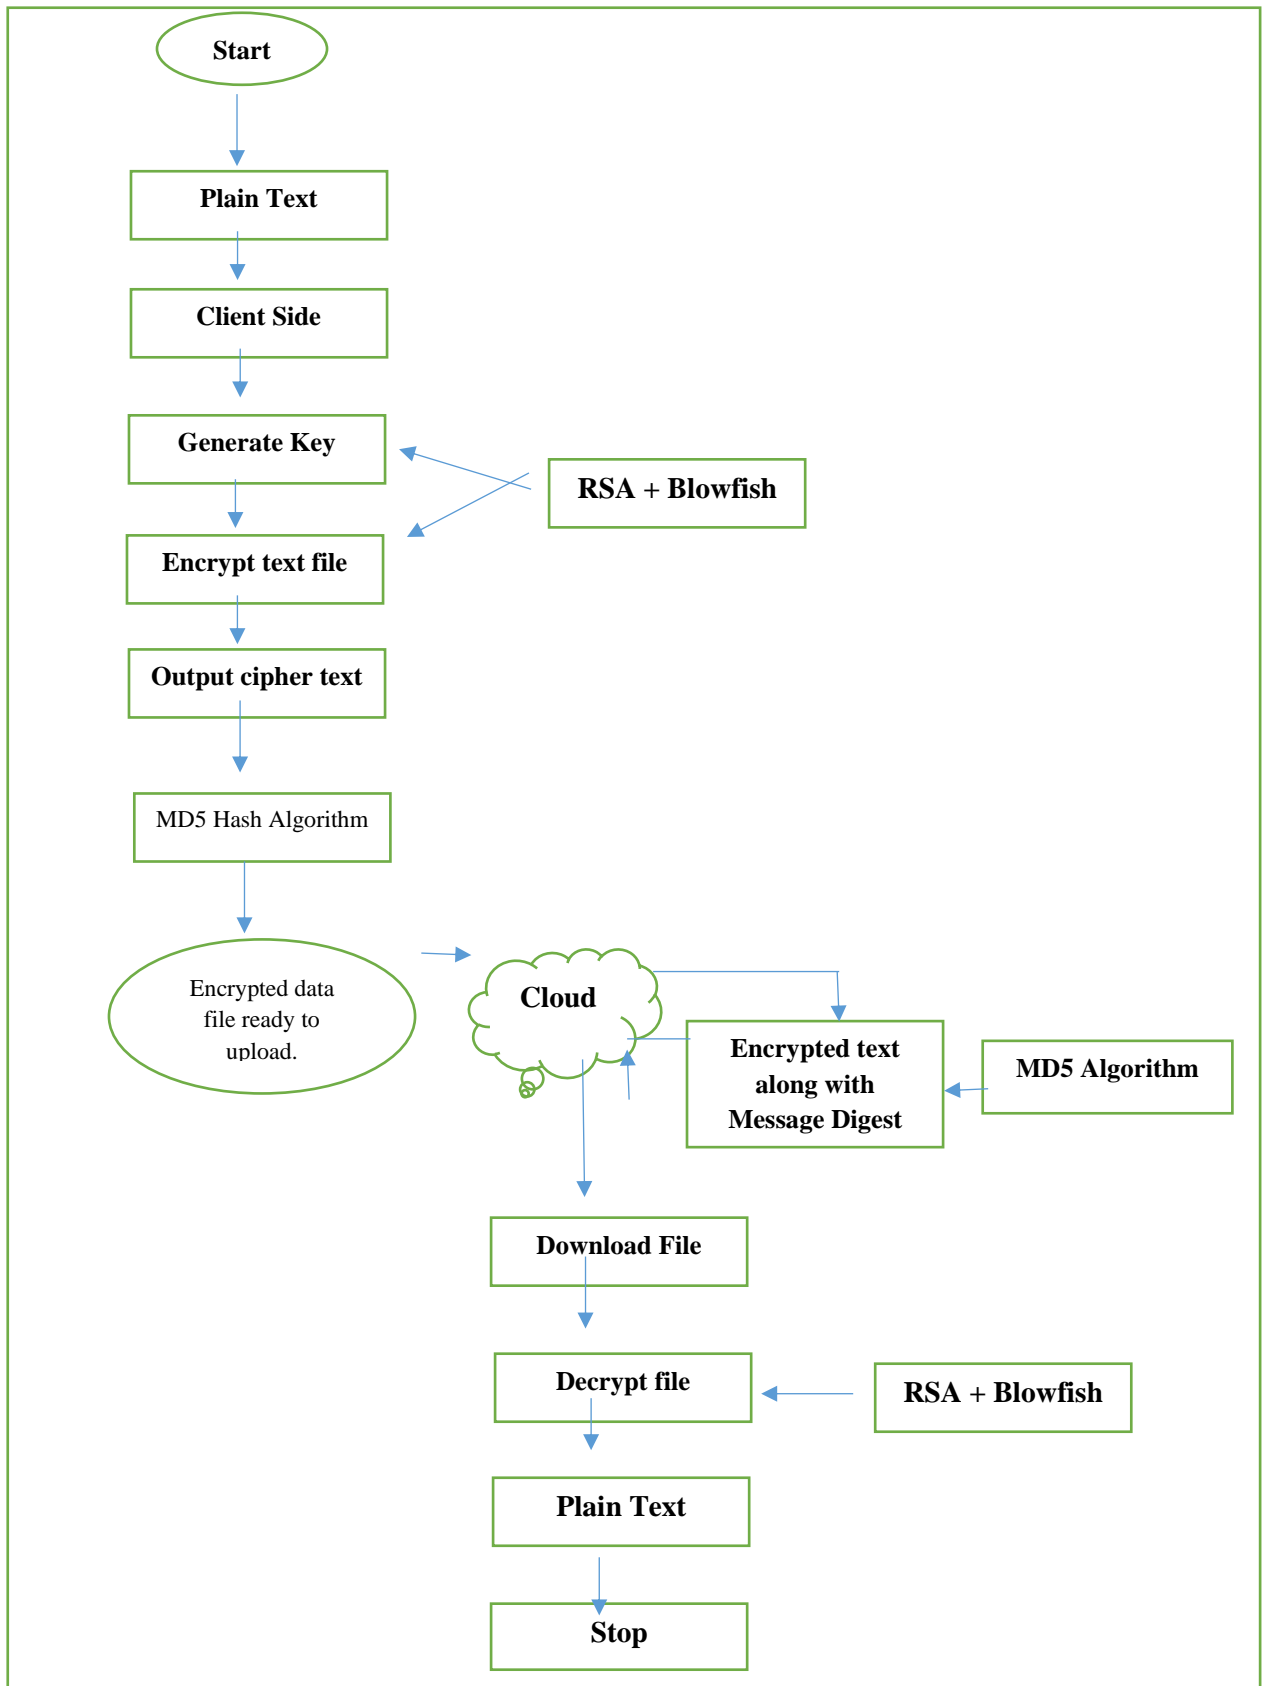 Start
Plain Text
Client Side
Generate Key
RSA + Blowfish
Encrypt text file
Output cipher text
MD5 Hash Algorithm
Encrypted data
file ready to
upload.
Cloud
Encrypted text
along with
Message Digest
MD5 Algorithm
Download File
Decrypt file
RSA + Blowfish
Plain Text
Stop